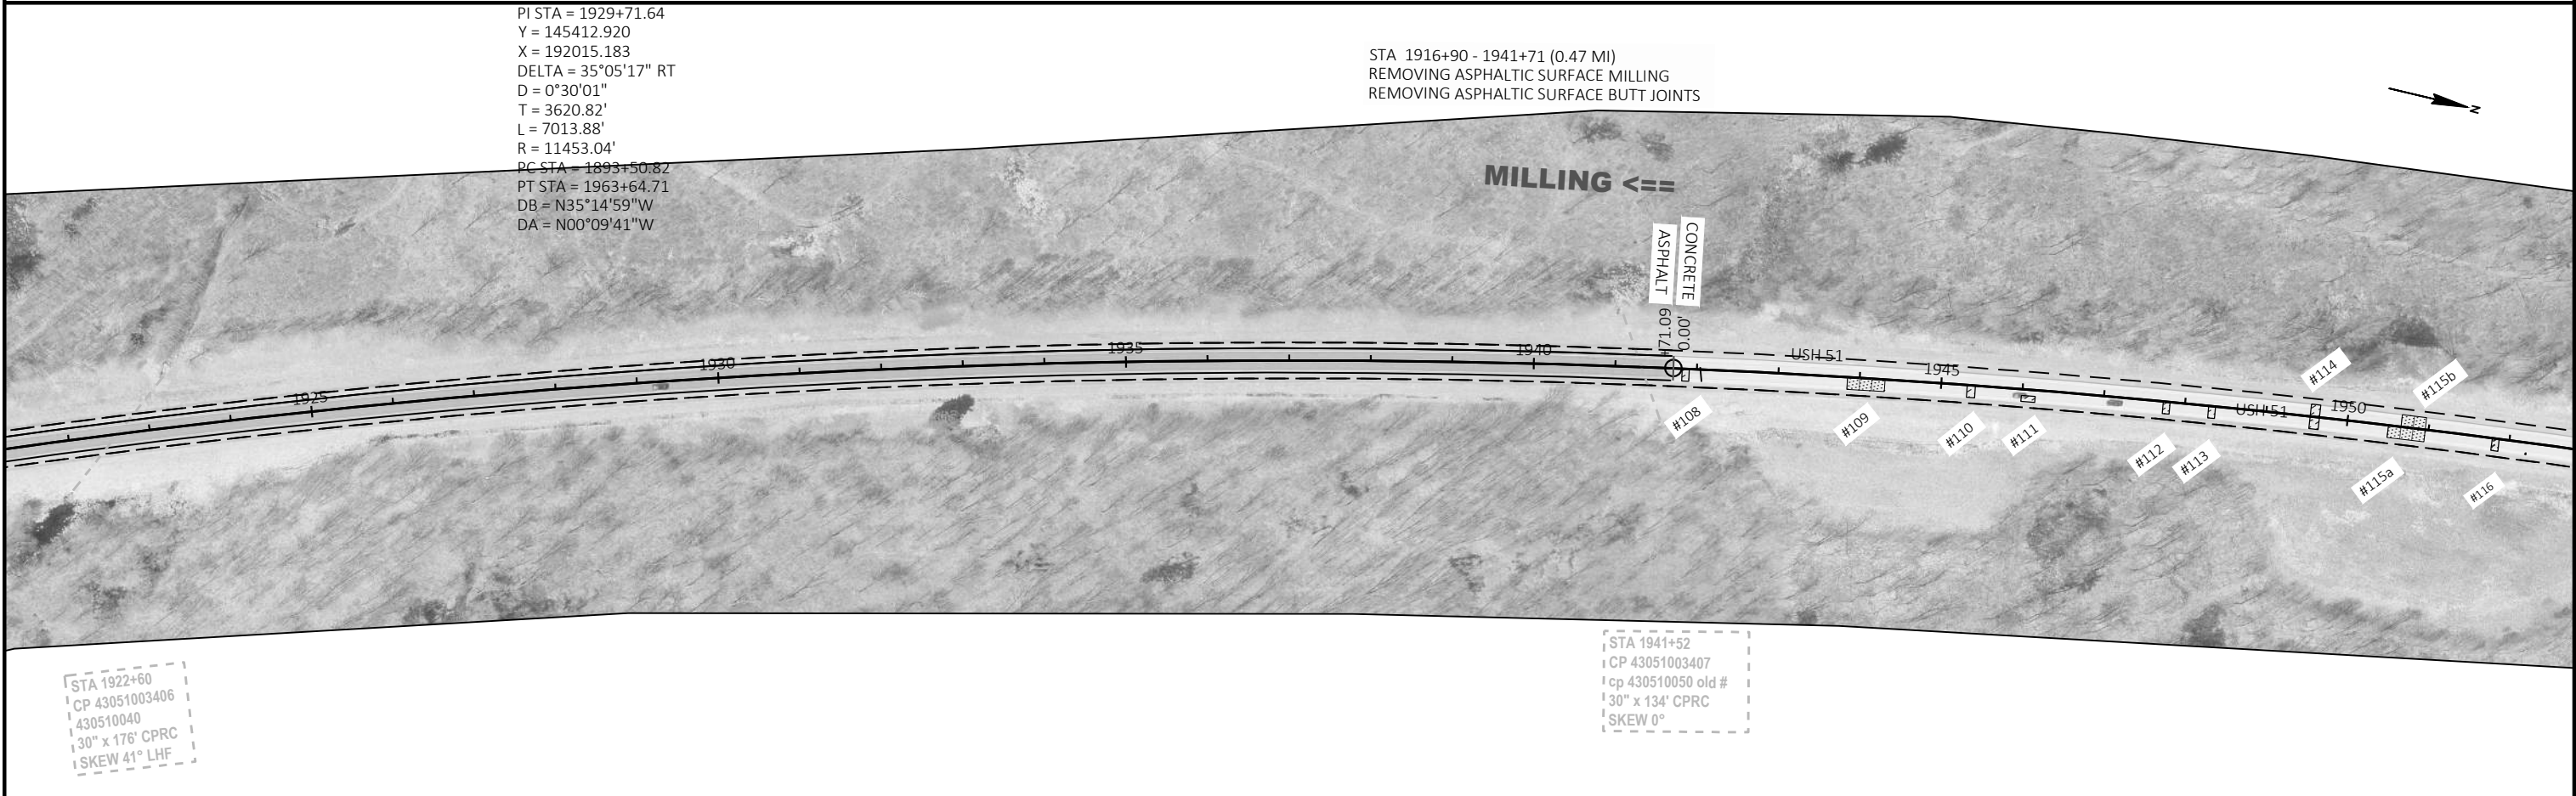 PI STA = 1929+71.64
Y = 145412.920
X = 192015.183
DELTA = 35°05'17" RT
D = 0°30'01"
T = 3620.82'
L = 7013.88'
R = 11453.04'
PC STA = 1893+50.82
PT STA = 1963+64.71
DB = N35°14'59"W
DA = N00°09'41"W
STA 1916+90 - 1941+71 (0.47 MI)
REMOVING ASPHALTIC SURFACE MILLING
REMOVING ASPHALTIC SURFACE BUTT JOINTS
N
MILLING <==
CONCRETE
ASPHALT
0.00'
+71.09
1925
1930
1935
1940
USH 51
1945
USH 51
1950
#108
#109
#110
#111
#112
#113
#114
#115a
#115b
#116
STA 1922+60
CP 43051003406
430510040
30" x 176' CPRC
SKEW 41° LHF
STA 1941+52
CP 43051003407
cp 430510050 old #
30" x 134' CPRC
SKEW 0°